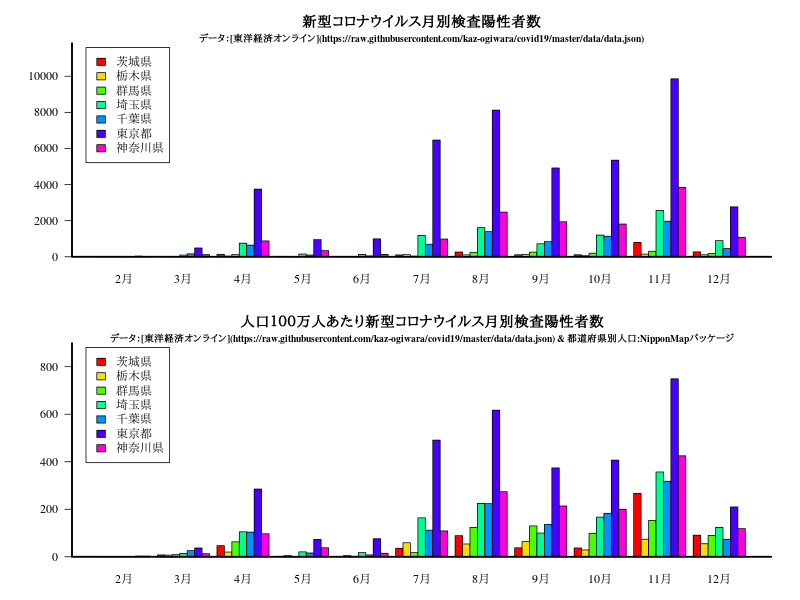 新型コロナウイルス月別検査陽性者数
データ:[東洋経済オンライン](https://raw.githubusercontent.com/kaz-ogiwara/covid19/master/data/data.json)
茨城県
栃木県
群馬県
埼玉県
千葉県
東京都
神奈川県
10000
8000
6000
4000
2000
0
2月 3月 4月 5月 6月 7月 8月 9月 10月 11月 12月
人口100万人あたり新型コロナウイルス月別検査陽性者数
データ:[東洋経済オンライン](https://raw.githubusercontent.com/kaz-ogiwara/covid19/master/data/data.json) & 都道府県別人口:NipponMapパッケージ
茨城県
栃木県
群馬県
埼玉県
千葉県
東京都
神奈川県
800
600
400
200
0
2月 3月 4月 5月 6月 7月 8月 9月 10月 11月 12月